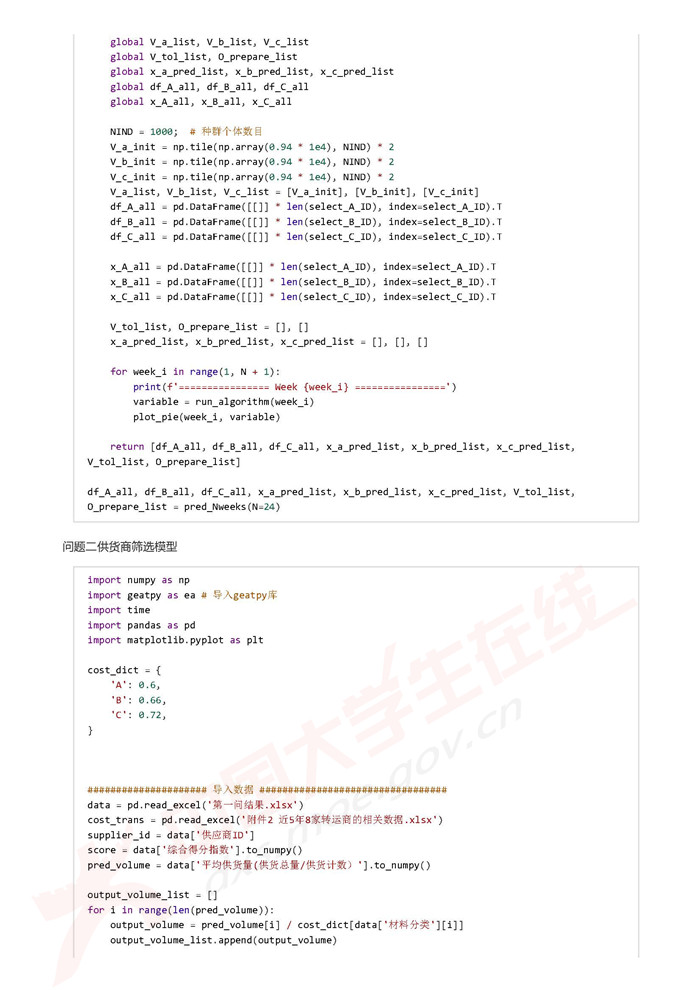 global V_a_list, V_b_list, V_c_list
    global V_tol_list, O_prepare_list
    global x_a_pred_list, x_b_pred_list, x_c_pred_list
    global df_A_all, df_B_all, df_C_all
    global x_A_all, x_B_all, x_C_all

    NIND = 1000;  # 种群个体数目
    V_a_init = np.tile(np.array(0.94 * 1e4), NIND) * 2
    V_b_init = np.tile(np.array(0.94 * 1e4), NIND) * 2
    V_c_init = np.tile(np.array(0.94 * 1e4), NIND) * 2
    V_a_list, V_b_list, V_c_list = [V_a_init], [V_b_init], [V_c_init]
    df_A_all = pd.DataFrame([[]] * len(select_A_ID), index=select_A_ID).T
    df_B_all = pd.DataFrame([[]] * len(select_B_ID), index=select_B_ID).T
    df_C_all = pd.DataFrame([[]] * len(select_C_ID), index=select_C_ID).T

    x_A_all = pd.DataFrame([[]] * len(select_A_ID), index=select_A_ID).T
    x_B_all = pd.DataFrame([[]] * len(select_B_ID), index=select_B_ID).T
    x_C_all = pd.DataFrame([[]] * len(select_C_ID), index=select_C_ID).T

    V_tol_list, O_prepare_list = [], []
    x_a_pred_list, x_b_pred_list, x_c_pred_list = [], [], []

    for week_i in range(1, N + 1):
        print(f'================ Week {week_i} ================')
        variable = run_algorithm(week_i)
        plot_pie(week_i, variable)

    return [df_A_all, df_B_all, df_C_all, x_a_pred_list, x_b_pred_list, x_c_pred_list,
V_tol_list, O_prepare_list]

df_A_all, df_B_all, df_C_all, x_a_pred_list, x_b_pred_list, x_c_pred_list, V_tol_list,
O_prepare_list = pred_Nweeks(N=24)

问题二供货商筛选模型

import numpy as np
import geatpy as ea # 导入geatpy库
import time
import pandas as pd
import matplotlib.pyplot as plt

cost_dict = {
    'A': 0.6,
    'B': 0.66,
    'C': 0.72,
}

##################### 导入数据 #################################
data = pd.read_excel('第一问结果.xlsx')
cost_trans = pd.read_excel('附件2 近5年8家转运商的相关数据.xlsx')
supplier_id = data['供应商ID']
score = data['综合得分指数'].to_numpy()
pred_volume = data['平均供货量(供货总量/供货计数）'].to_numpy()

output_volume_list = []
for i in range(len(pred_volume)):
    output_volume = pred_volume[i] / cost_dict[data['材料分类'][i]]
    output_volume_list.append(output_volume)